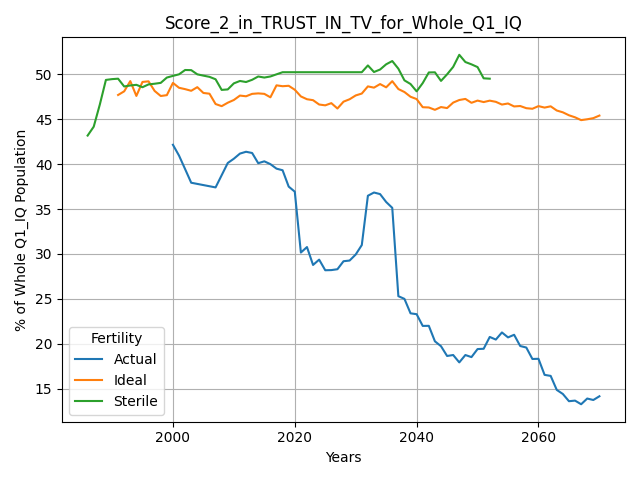 Score_2_in_TRUST_IN_TV_for_Whole_Q1_IQ
% of Whole Q1_IQ Population
50
45
40
35
30
25
20
15
Fertility
Actual
Ideal
Sterile
2000 2020 2040 2060
Years